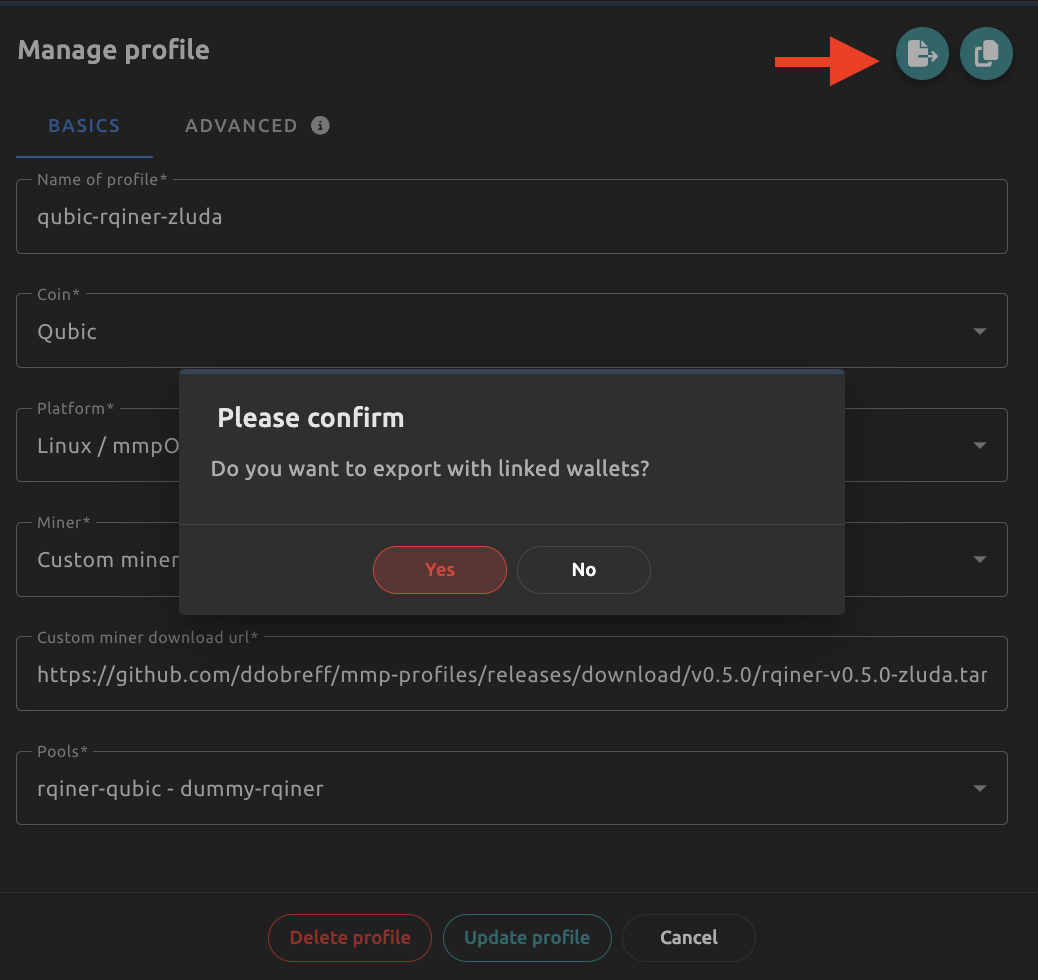 Manage profile
BASICS
ADVANCED
Name of profile*
qubic-rqiner-zluda
Coin*
Qubic
Platform*
Linux / mmpO
Miner*
Custom miner
Please confirm
Do you want to export with linked wallets?
Yes
No
Custom miner download url*
https://github.com/ddobreff/mmp-profiles/releases/download/v0.5.0/rqiner-v0.5.0-zluda.tar
Pools*
rqiner-qubic - dummy-rqiner
Delete profile
Update profile
Cancel